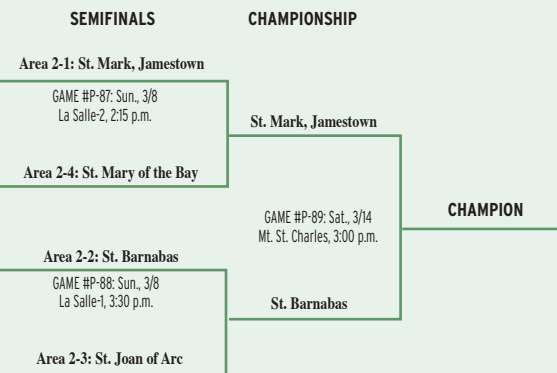 SEMIFINALS
CHAMPIONSHIP
Area 2-1: St. Mark, Jamestown
GAME #P-87: Sun., 3/8
La Salle-2, 2:15 p.m.
St. Mark, Jamestown
Area 2-4: St. Mary of the Bay
GAME #P-89: Sat., 3/14
Mt. St. Charles, 3:00 p.m.
CHAMPION
Area 2-2: St. Barnabas
GAME #P-88: Sun., 3/8
La Salle-1, 3:30 p.m.
St. Barnabas
Area 2-3: St. Joan of Arc